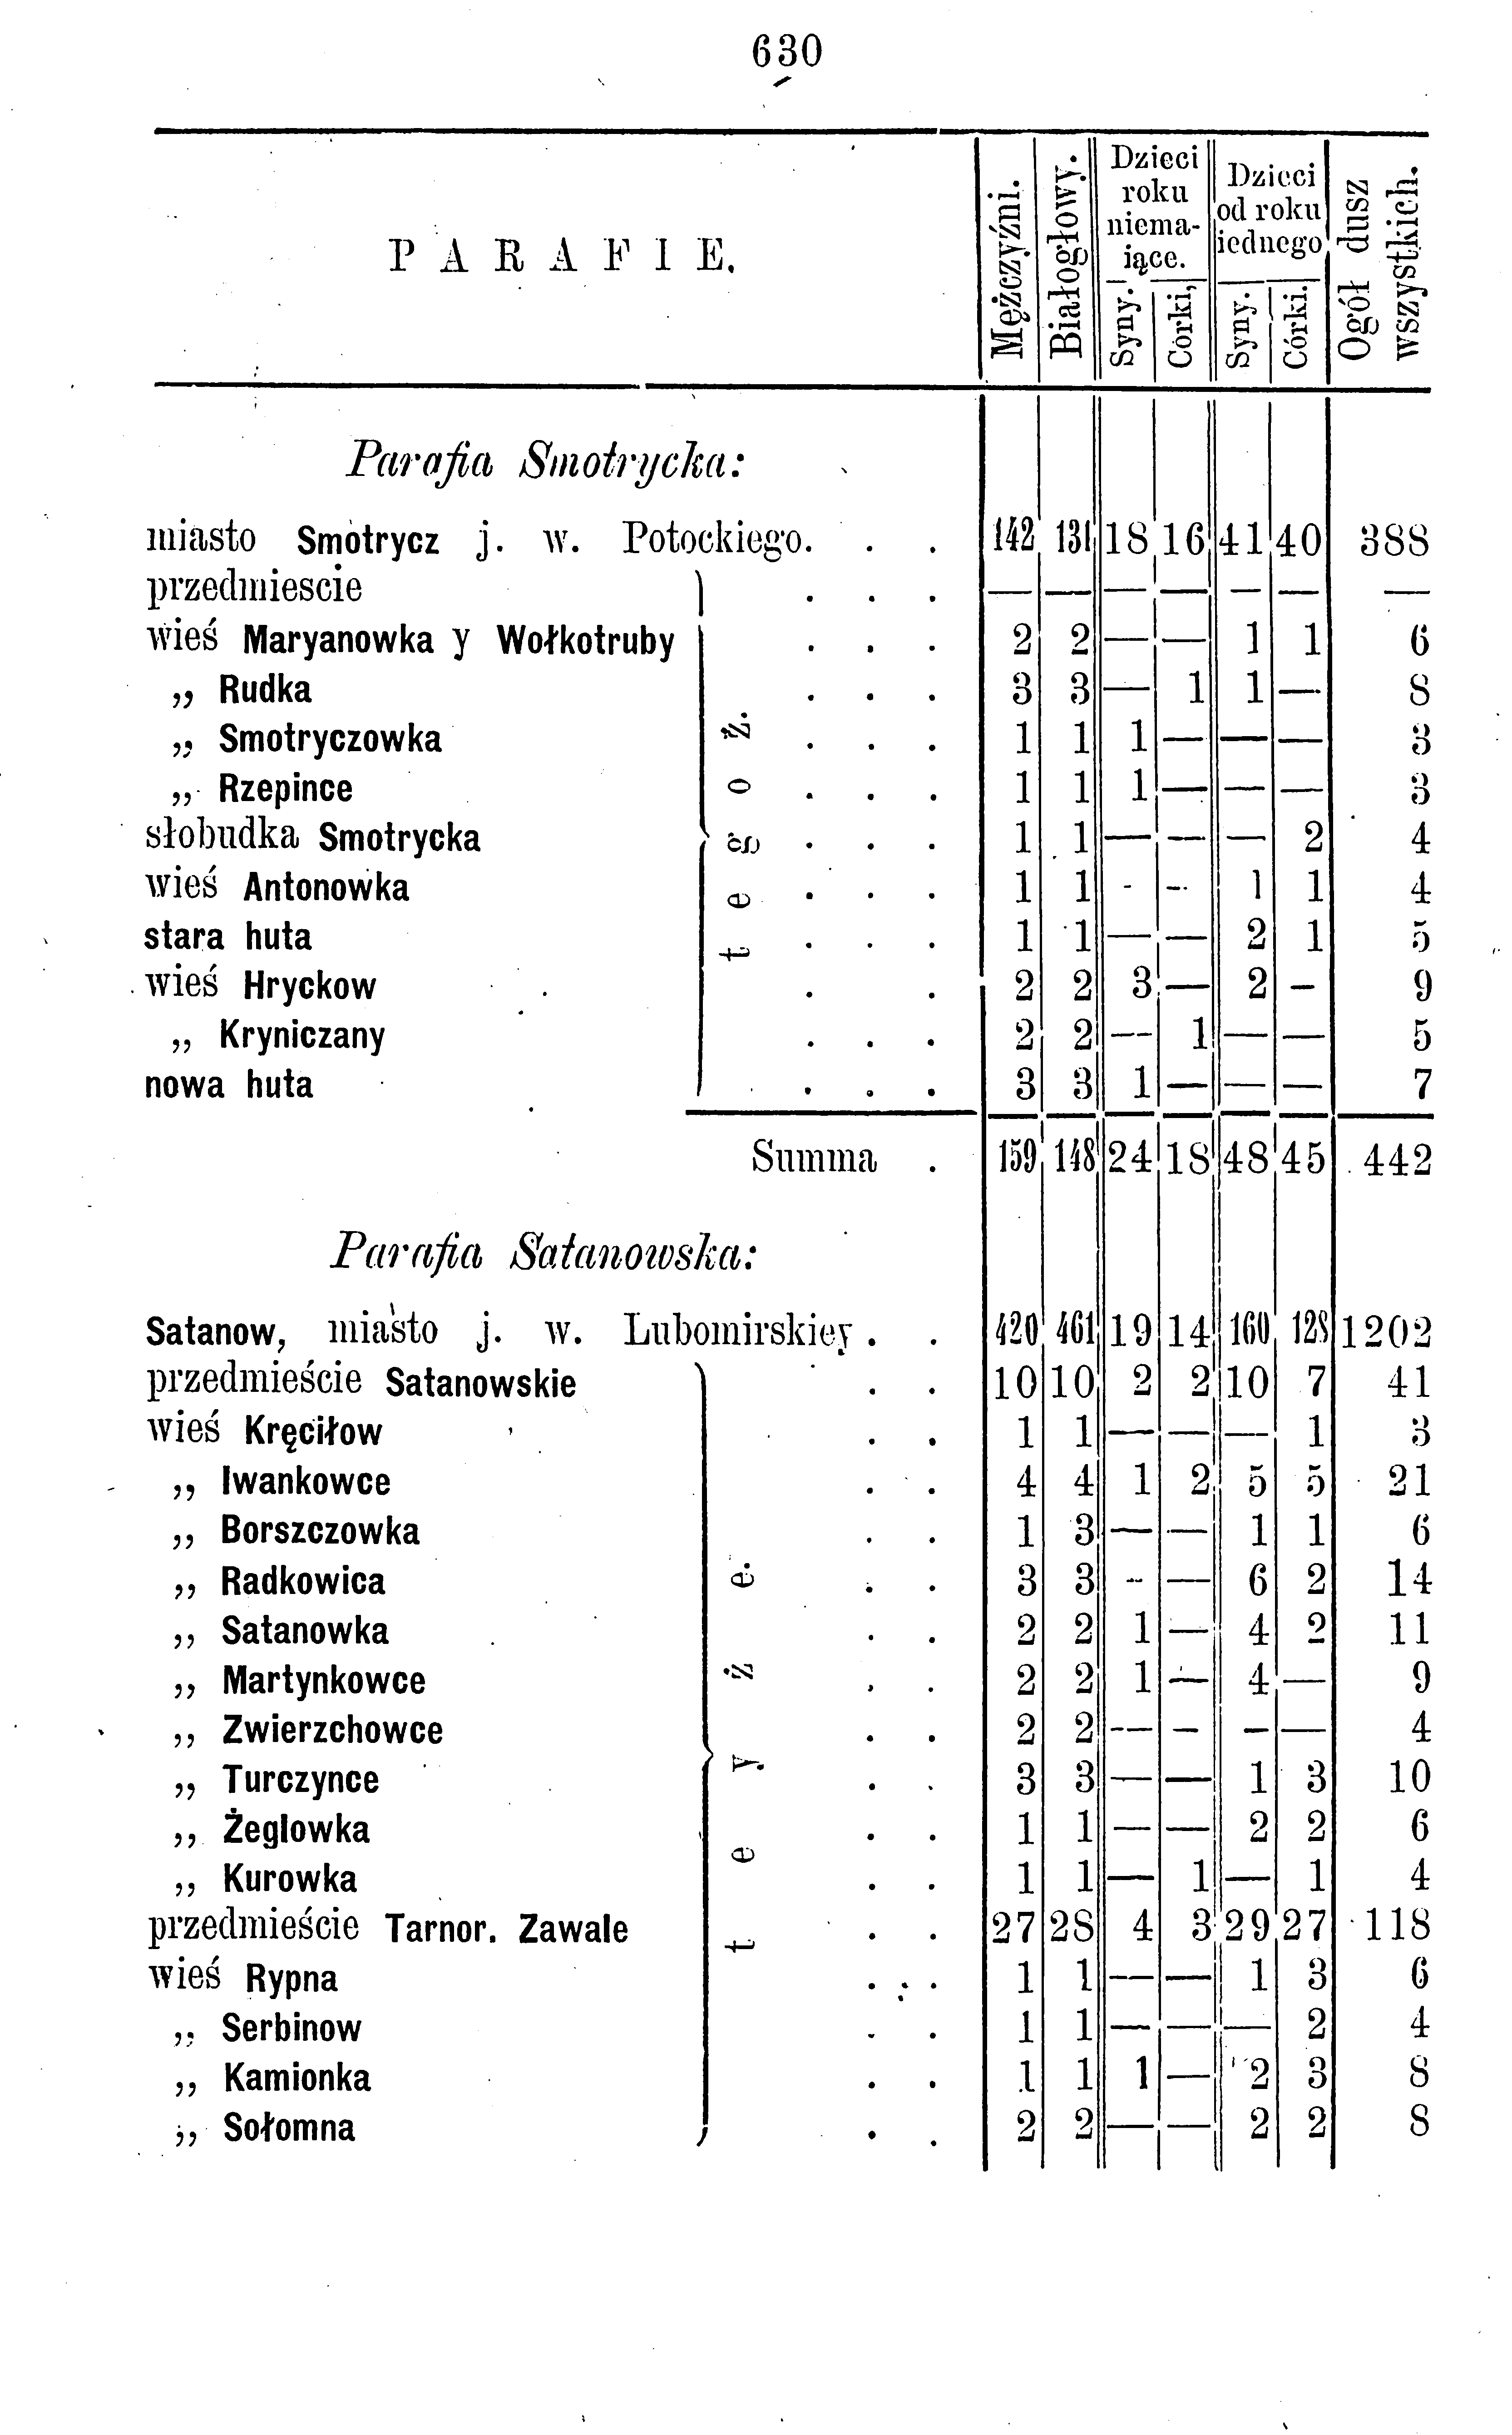 630
PARAFIE.
Mężczyźni.
Białogłowy.
Dzieci
roku
niema-
iące.
Syny.
Córki,
Dzieci
od roku
iednego
Syny.
Córki.
Ogół dusz
wszystkich.
Parafia Smotrycka:
miasto Smotrycz j. w. Potockiego. . . 142 131 18 16 41 40 388
przedmiescie . . . — — — — — — —
wieś Maryanowka y Wołkotruby . . . 2 2 — — 1 1 6
„ Rudka . . . 3 3 — 1 1 — 8
„ Smotryczowka . . . 1 1 1 — — — 3
„ Rzepince . . . 1 1 1 — — — 3
słobudka Smotrycka . . . 1 1 — — — 2 4
wieś Antonowka . . . 1 1 - - 1 1 4
stara huta . . . 1 1 — — 2 1 5
wieś Hryckow . . 2 2 3 — 2 – 9
„ Kryniczany . . . 2 2 — 1 — — 5
nowa huta . . . 3 3 1 — — — 7
tegoż.
Summa . 159 148 24 18 48 45 442
Parafia Satanowska:
Satanow, miasto j. w. Lubomirskiey . . 420 461 19 14 160 128 1202
przedmieście Satanowskie . . 10 10 2 2 10 7 41
wieś Kręciłow . . 1 1 — — — 1 3
„ Iwankowce . . 4 4 1 2 5 5 21
„ Borszczowka . . 1 3 — — 1 1 6
„ Radkowica . . 3 3 - — 6 2 14
„ Satanowka . . 2 2 1 — 4 2 11
„ Martynkowce . . 2 2 1 — 4 — 9
„ Zwierzchowce . . 2 2 — – – — 4
„ Turczynce . . 3 3 — — 1 3 10
„ Żeglowka . . 1 1 — — 2 2 6
„ Kurowka . . 1 1 — 1 — 1 4
przedmieście Tarnor. Zawale . . 27 28 4 3 29 27 118
wieś Rypna . . 1 1 — — 1 3 6
„ Serbinow . . 1 1 — — — 2 4
„ Kamionka . . 1 1 1 — 2 3 8
„ Sołomna . . 2 2 — — 2 2 8
teyże.